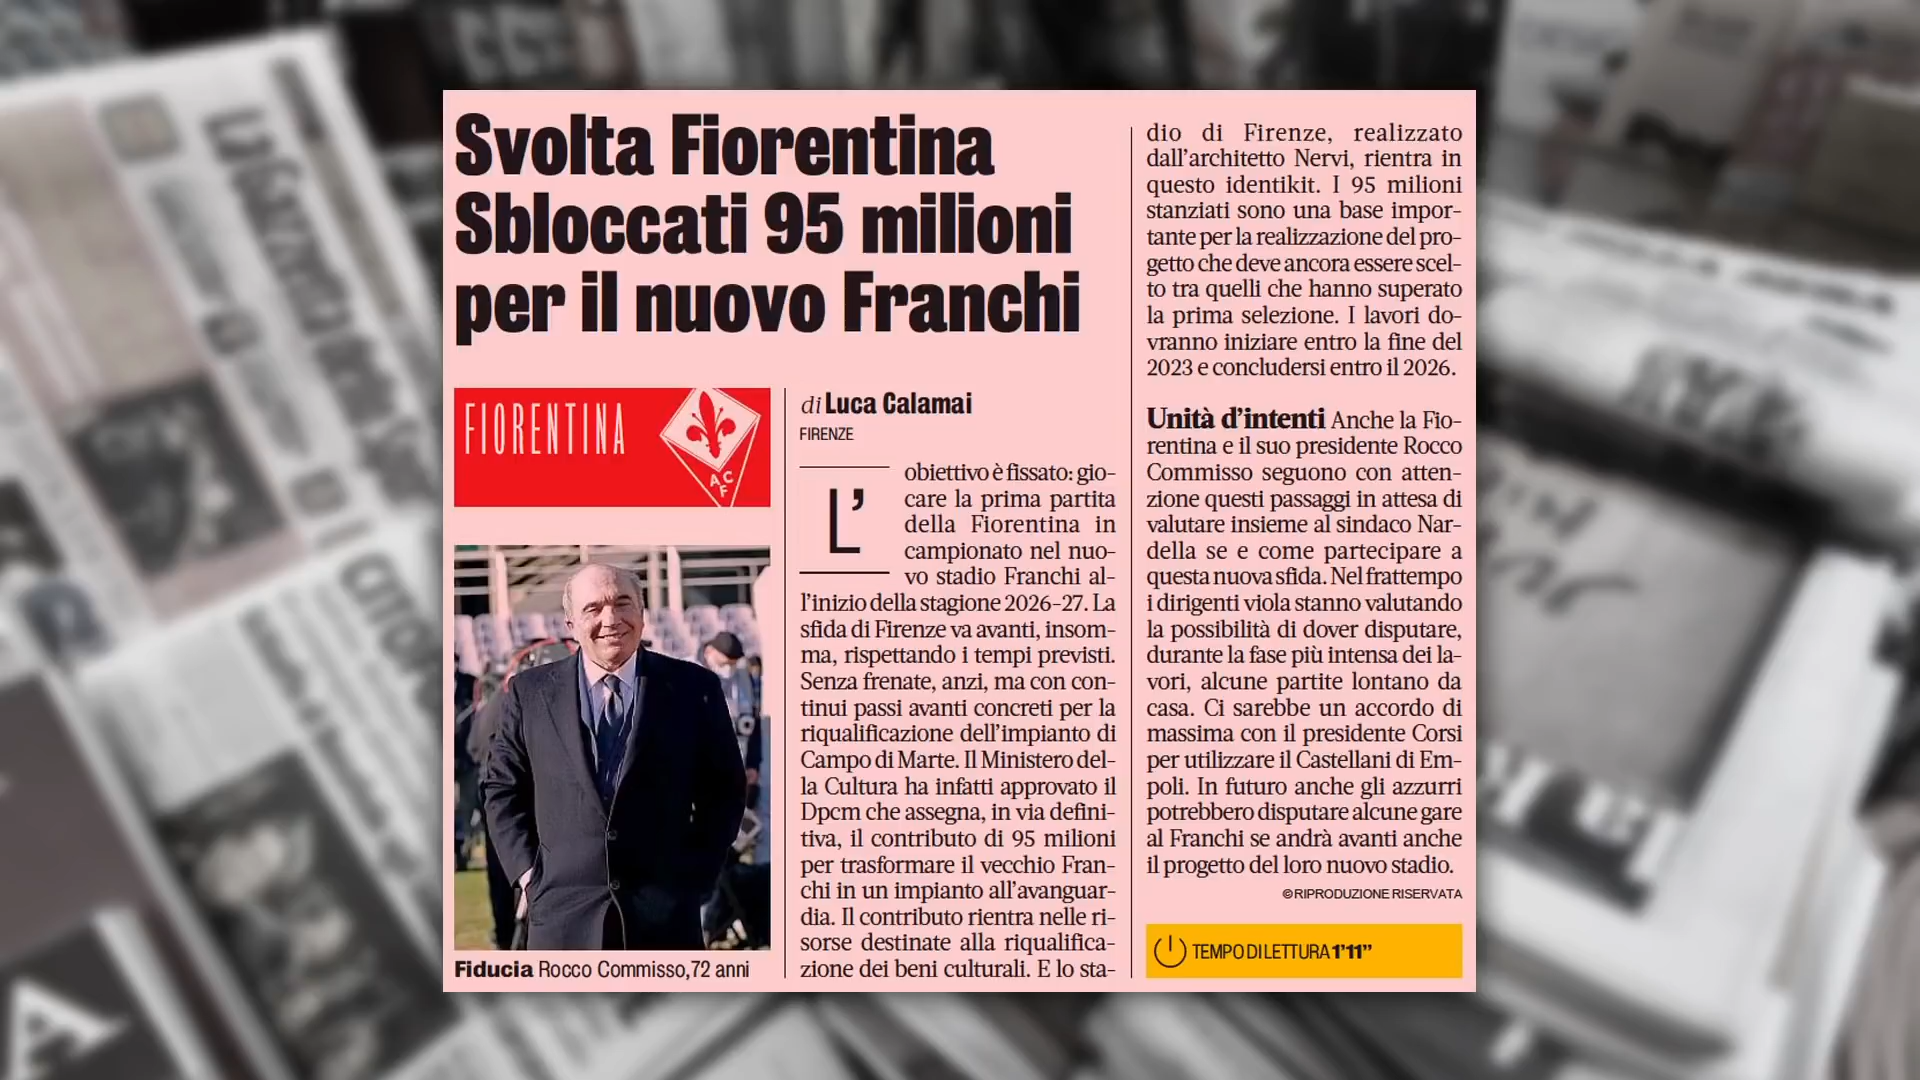 Svolta Fiorentina
Sbloccati 95 milioni
per il nuovo Franchi
FIORENTINA
ACF
Fiducia Rocco Commisso,72 anni
di Luca Calamai
FIRENZE
L’
obiettivo è fissato: gio-
care la prima partita
della Fiorentina in
campionato nel nuo-
vo stadio Franchi al-
l’inizio della stagione 2026-27. La
sfida di Firenze va avanti, insom-
ma, rispettando i tempi previsti.
Senza frenate, anzi, ma con con-
tinui passi avanti concreti per la
riqualificazione dell’impianto di
Campo di Marte. Il Ministero del-
la Cultura ha infatti approvato il
Dpcm che assegna, in via defini-
tiva, il contributo di 95 milioni
per trasformare il vecchio Fran-
chi in un impianto all’avanguar-
dia. Il contributo rientra nelle ri-
sorse destinate alla riqualifica-
zione dei beni culturali. E lo sta-
dio di Firenze, realizzato
dall’architetto Nervi, rientra in
questo identikit. I 95 milioni
stanziati sono una base impor-
tante per la realizzazione del pro-
getto che deve ancora essere scel-
to tra quelli che hanno superato
la prima selezione. I lavori do-
vranno iniziare entro la fine del
2023 e concludersi entro il 2026.
Unità d’intenti Anche la Fio-
rentina e il suo presidente Rocco
Commisso seguono con atten-
zione questi passaggi in attesa di
valutare insieme al sindaco Nar-
della se e come partecipare a
questa nuova sfida. Nel frattempo
i dirigenti viola stanno valutando
la possibilità di dover disputare,
durante la fase più intensa dei la-
vori, alcune partite lontano da
casa. Ci sarebbe un accordo di
massima con il presidente Corsi
per utilizzare il Castellani di Em-
poli. In futuro anche gli azzurri
potrebbero disputare alcune gare
al Franchi se andrà avanti anche
il progetto del loro nuovo stadio.
©RIPRODUZIONE RISERVATA
TEMPO DI LETTURA 1’11”